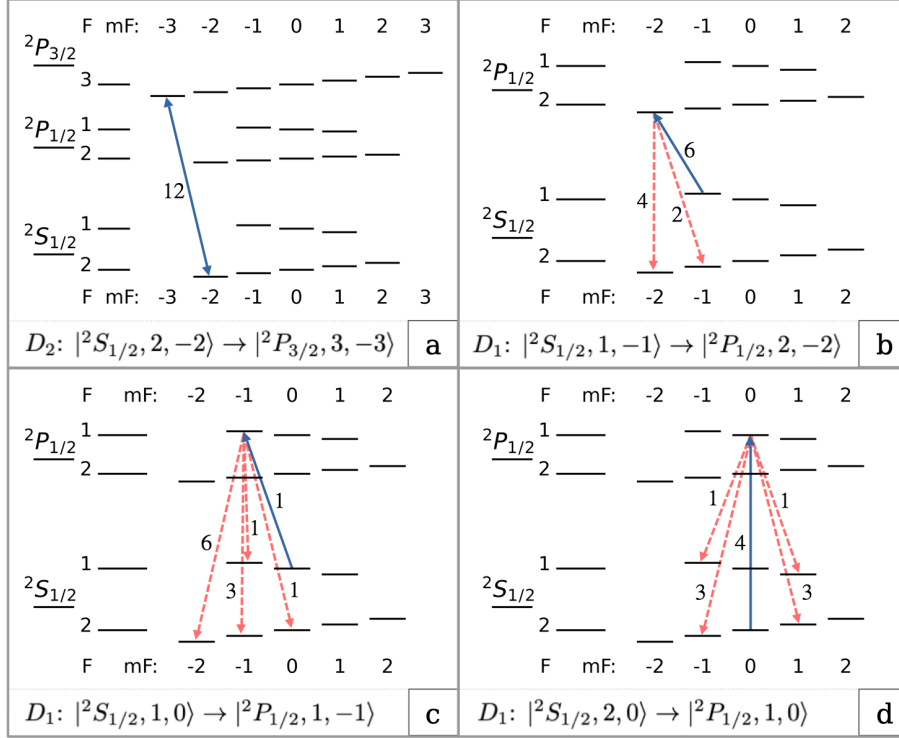 F mF: -3 -2 -1 0 1 2 3
²P₃/₂
3
²P₁/₂ 1
2
12
1
²S₁/₂
2
F mF: -3 -2 -1 0 1 2 3
D₂: |²S₁/₂, 2, −2⟩ → |²P₃/₂, 3, −3⟩ a
F mF: -2 -1 0 1 2
²P₁/₂ 1
2
6
4 2
1
²S₁/₂
2
F mF: -2 -1 0 1 2
D₁: |²S₁/₂, 1, −1⟩ → |²P₁/₂, 2, −2⟩ b
F mF: -2 -1 0 1 2
²P₁/₂ 1
2
1
6 1
1
3 1
²S₁/₂
2
F mF: -2 -1 0 1 2
D₁: |²S₁/₂, 1, 0⟩ → |²P₁/₂, 1, −1⟩ c
F mF: -2 -1 0 1 2
²P₁/₂ 1
2
1 1
4
1
3 3
²S₁/₂
2
F mF: -2 -1 0 1 2
D₁: |²S₁/₂, 2, 0⟩ → |²P₁/₂, 1, 0⟩ d